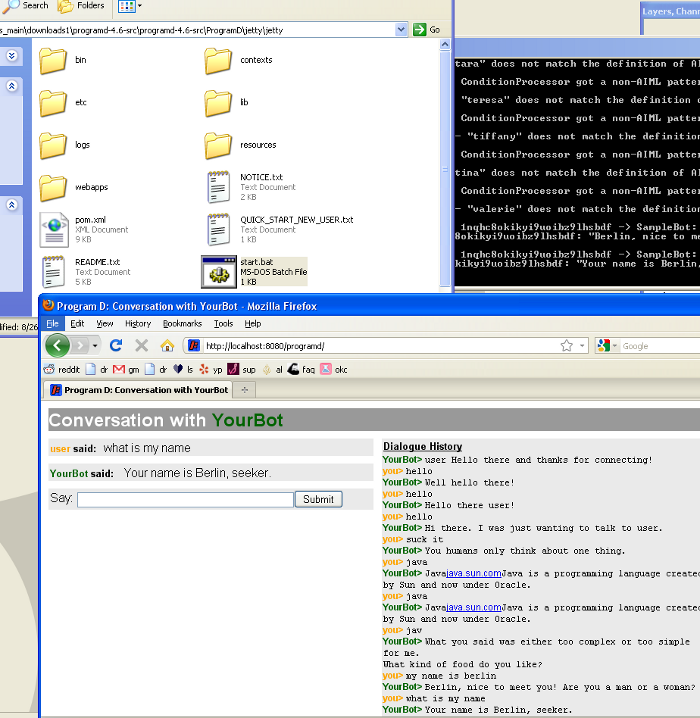 Search
Folders
Layers, Chann
s_main\downloads1\programd-4.6-src\programd-4.6-src\ProgramD\jetty\jetty
Go
bin
contexts
etc
lib
logs
resources
webapps
NOTICE.txt
Text Document
2 KB
pom.xml
XML Document
9 KB
QUICK_START_NEW_USER.txt
Text Document
1 KB
README.txt
Text Document
5 KB
start.bat
MS-DOS Batch File
1 KB
tara" does not match the definition of AI
ConditionProcessor got a non-AIML patte
"teresa" does not match the definition o
ConditionProcessor got a non-AIML patte
- "tiffany" does not match the definition
ConditionProcessor got a non-AIML patte
tina" does not match the definition of AI
ConditionProcessor got a non-AIML patte
- "valerie" does not match the definition
-> SampleBot:
"Berlin, nice to me
-> SampleBot:
"Your name is Berlin,
ified: 8/26
Program D: Conversation with YourBot - Mozilla Firefox
File Edit View History Bookmarks Tools Help
http://localhost:8080/programd/
Google
reddit dr gm dr ls yp sup al faq okc
Program D: Conversation with YourBot
Conversation with YourBot
user said: what is my name
YourBot said: Your name is Berlin, seeker.
Say:
Submit
Dialogue History
YourBot> user Hello there and thanks for connecting!
you> hello
YourBot> Well hello there!
you> hello
YourBot> Hello there user!
you> hello
YourBot> Hi there. I was just wanting to talk to user.
you> suck it
YourBot> You humans only think about one thing.
you> java
YourBot> Javajava.sun.comJava is a programming language created
by Sun and now under Oracle.
you> java
YourBot> Javajava.sun.comJava is a programming language created
by Sun and now under Oracle.
you> jav
YourBot> What you said was either too complex or too simple
for me.
What kind of food do you like?
you> my name is berlin
YourBot> Berlin, nice to meet you! Are you a man or a woman?
you> what is my name
YourBot> Your name is Berlin, seeker.